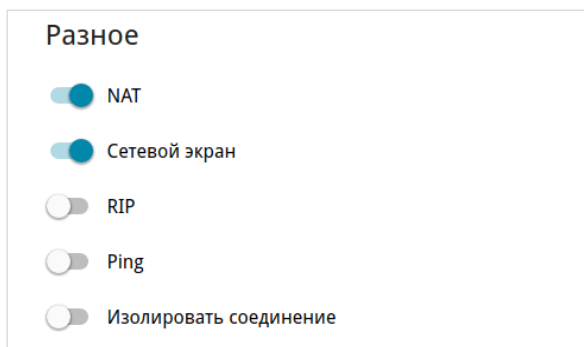 Разное
NAT
Сетевой экран
RIP
Ping
Изолировать соединение